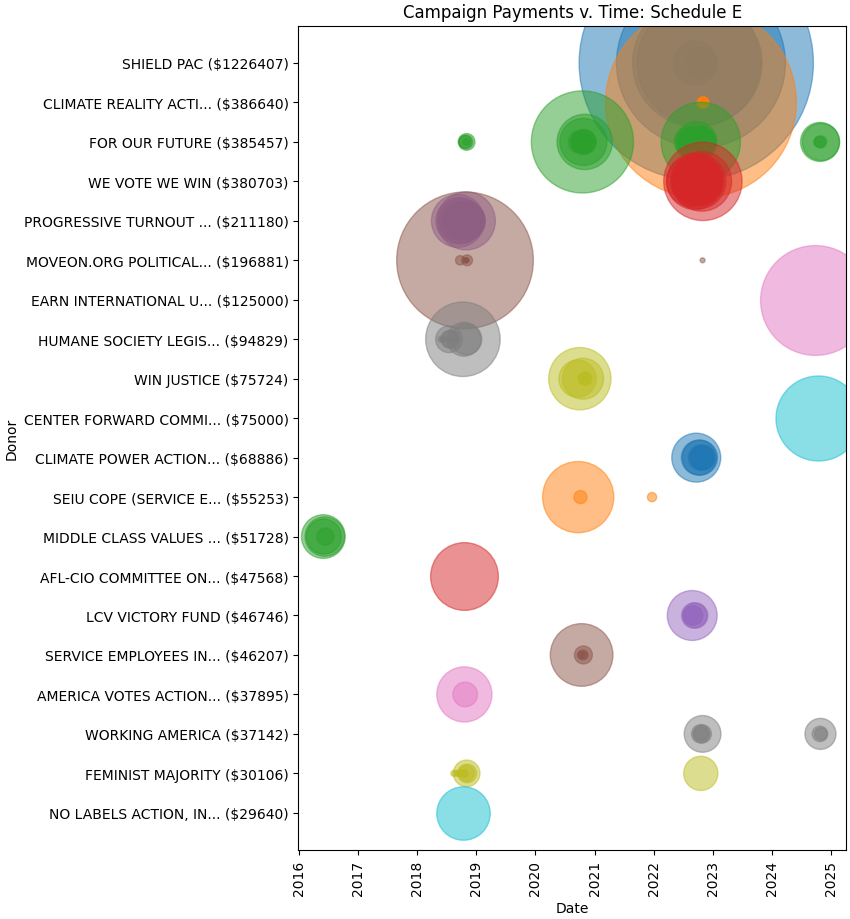 Campaign Payments v. Time: Schedule E
SHIELD PAC ($1226407)
CLIMATE REALITY ACTI... ($386640)
FOR OUR FUTURE ($385457)
WE VOTE WE WIN ($380703)
PROGRESSIVE TURNOUT ... ($211180)
MOVEON.ORG POLITICAL... ($196881)
EARN INTERNATIONAL U... ($125000)
HUMANE SOCIETY LEGIS... ($94829)
WIN JUSTICE ($75724)
CENTER FORWARD COMMI... ($75000)
CLIMATE POWER ACTION... ($68886)
SEIU COPE (SERVICE E... ($55253)
MIDDLE CLASS VALUES ... ($51728)
AFL-CIO COMMITTEE ON... ($47568)
LCV VICTORY FUND ($46746)
SERVICE EMPLOYEES IN... ($46207)
AMERICA VOTES ACTION... ($37895)
WORKING AMERICA ($37142)
FEMINIST MAJORITY ($30106)
NO LABELS ACTION, IN... ($29640)
Donor
2016 2017 2018 2019 2020 2021 2022 2023 2024 2025
Date